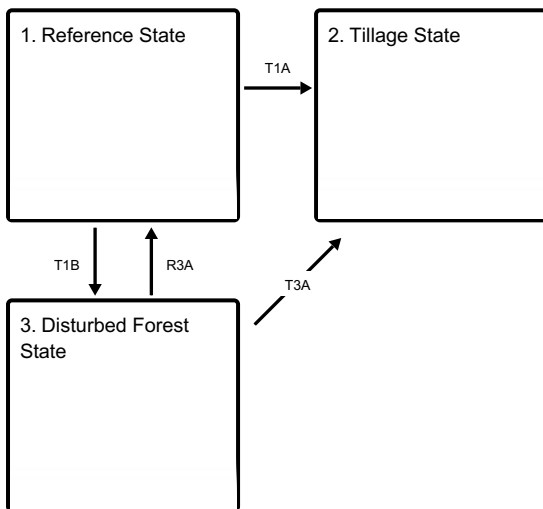 1. Reference State
2. Tillage State
T1A
T1B
R3A
T3A
3. Disturbed Forest
State